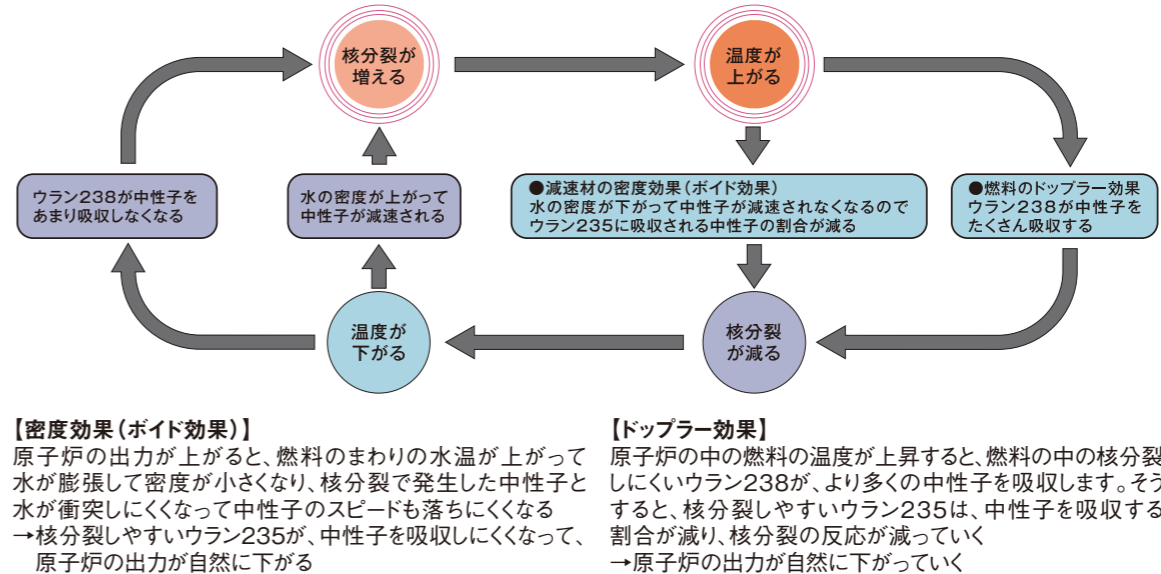 核分裂が
増える
温度が
上がる
ウラン238が中性子を
あまり吸収しなくなる
水の密度が上がって
中性子が減速される
●減速材の密度効果(ボイド効果)
水の密度が下がって中性子が減速されなくなるので
ウラン235に吸収される中性子の割合が減る
●燃料のドップラー効果
ウラン238が中性子を
たくさん吸収する
温度が
下がる
核分裂
が減る
【密度効果(ボイド効果)】
原子炉の出力が上がると、燃料のまわりの水温が上がって
水が膨張して密度が小さくなり、核分裂で発生した中性子と
水が衝突しにくくなって中性子のスピードも落ちにくくなる
→核分裂しやすいウラン235が、中性子を吸収しにくくなって、
原子炉の出力が自然に下がる
【ドップラー効果】
原子炉の中の燃料の温度が上昇すると、燃料の中の核分裂
しにくいウラン238が、より多くの中性子を吸収します。そう
すると、核分裂しやすいウラン235は、中性子を吸収する
割合が減り、核分裂の反応が減っていく
→原子炉の出力が自然に下がっていく